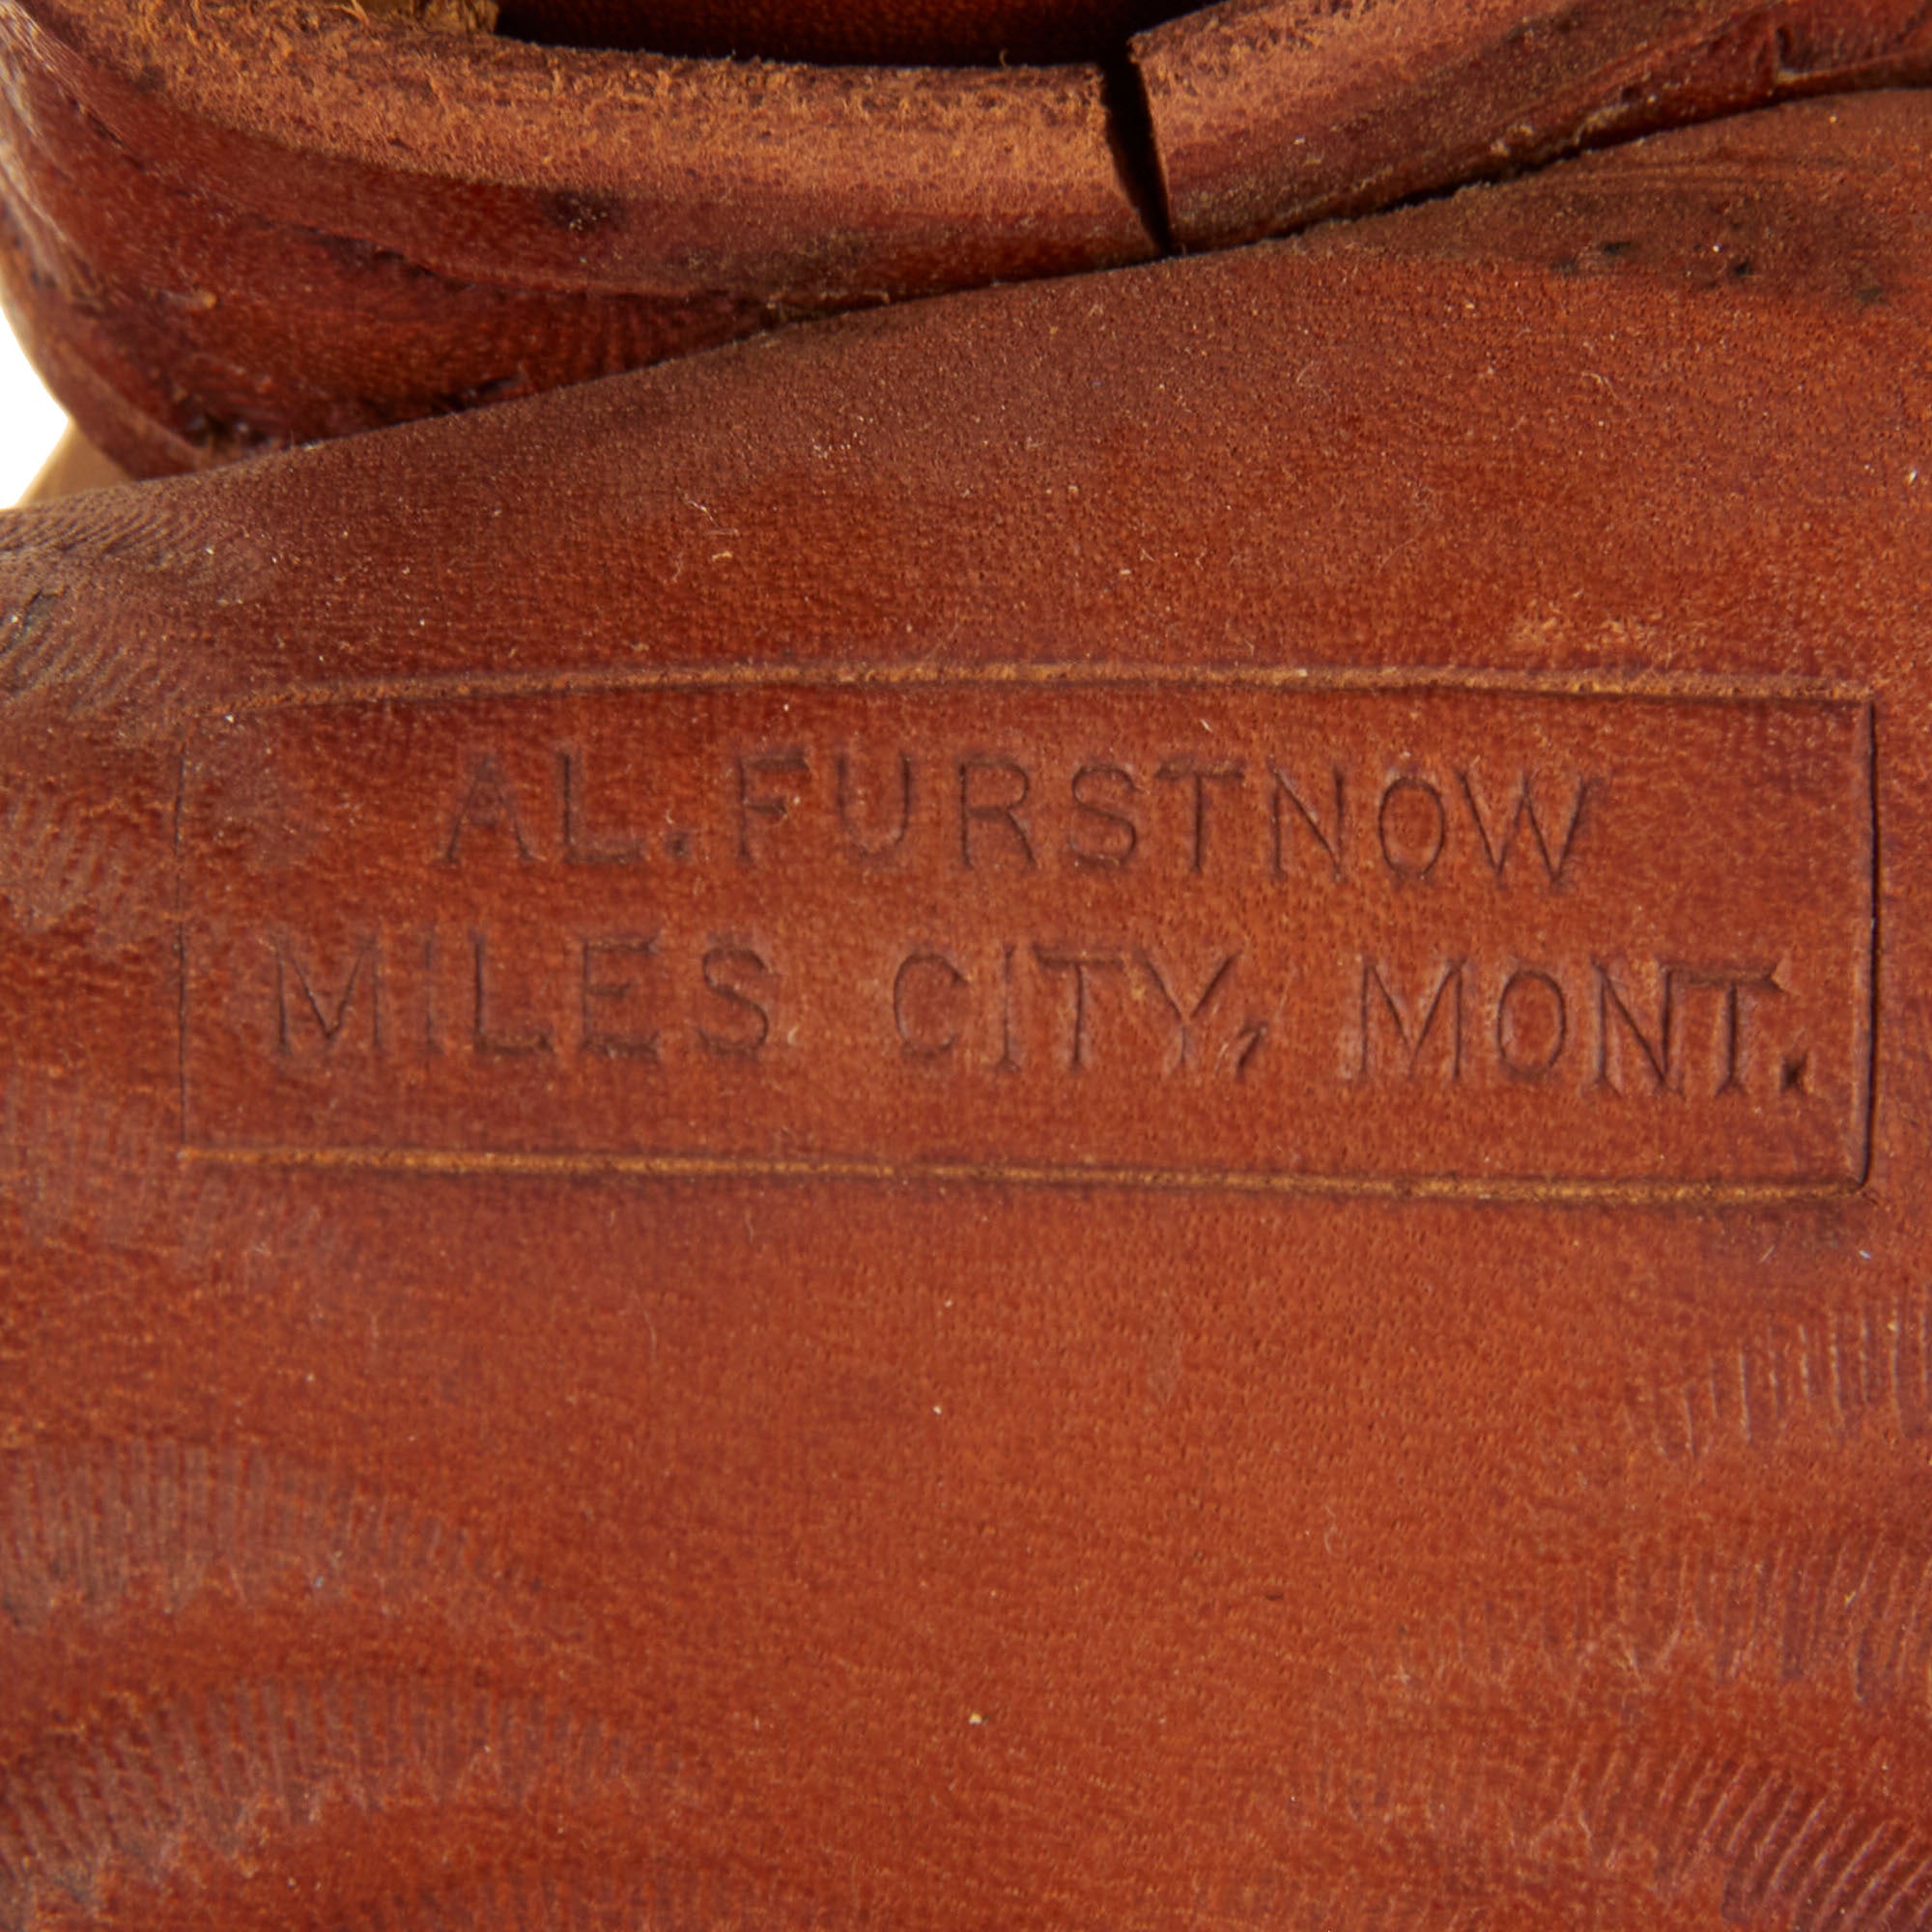 AL. FURSTNOW
MILES CITY, MONT.